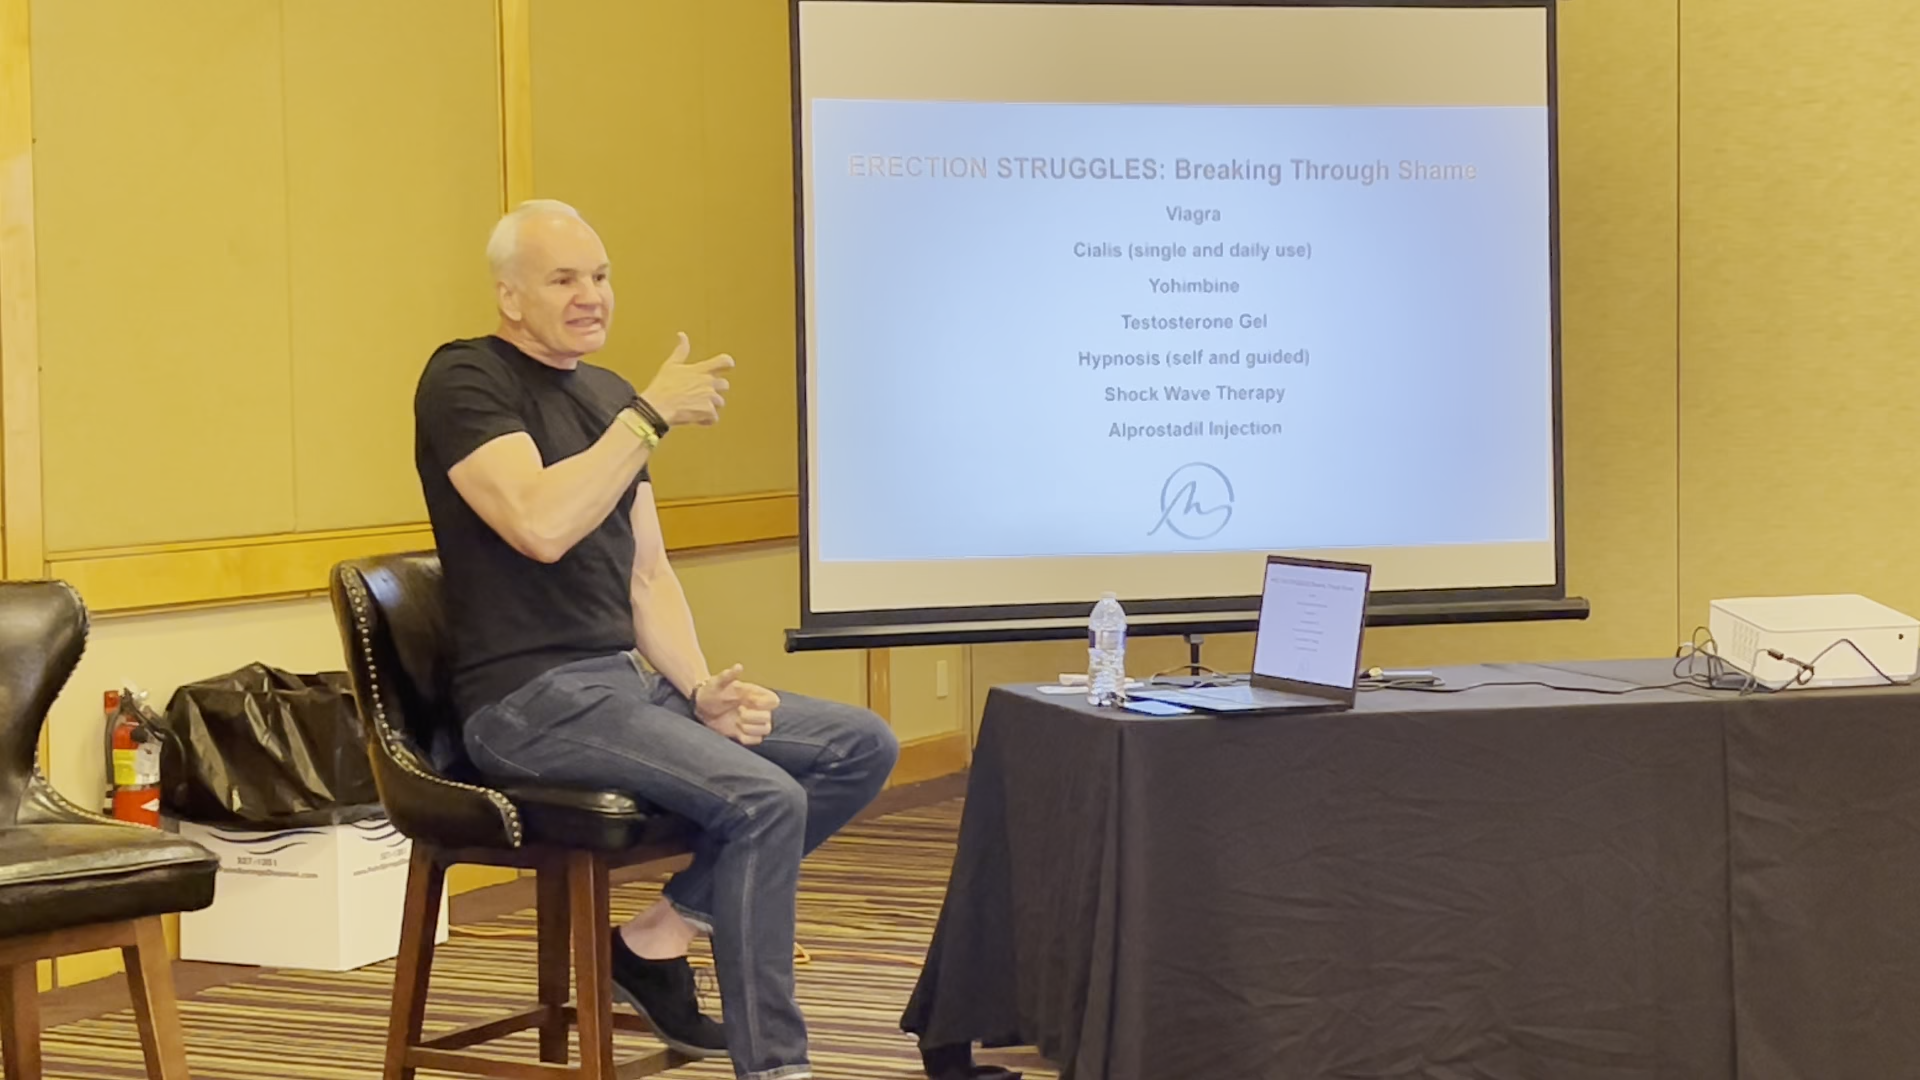 ERECTION STRUGGLES: Breaking Through Shame
Viagra
Cialis (single and daily use)
Yohimbine
Testosterone Gel
Hypnosis (self and guided)
Shock Wave Therapy
Alprostadil Injection